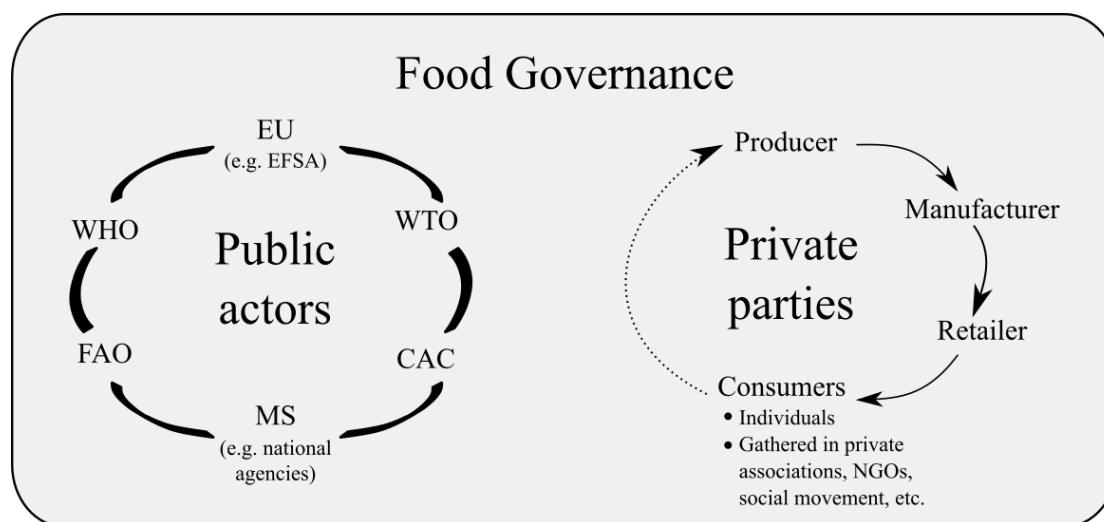 Food Governance
EU
(e.g. EFSA)
WHO
WTO
Public
actors
FAO
CAC
MS
(e.g. national
agencies)
Producer
Manufacturer
Private
parties
Retailer
Consumers
• Individuals
• Gathered in private
associations, NGOs,
social movement, etc.